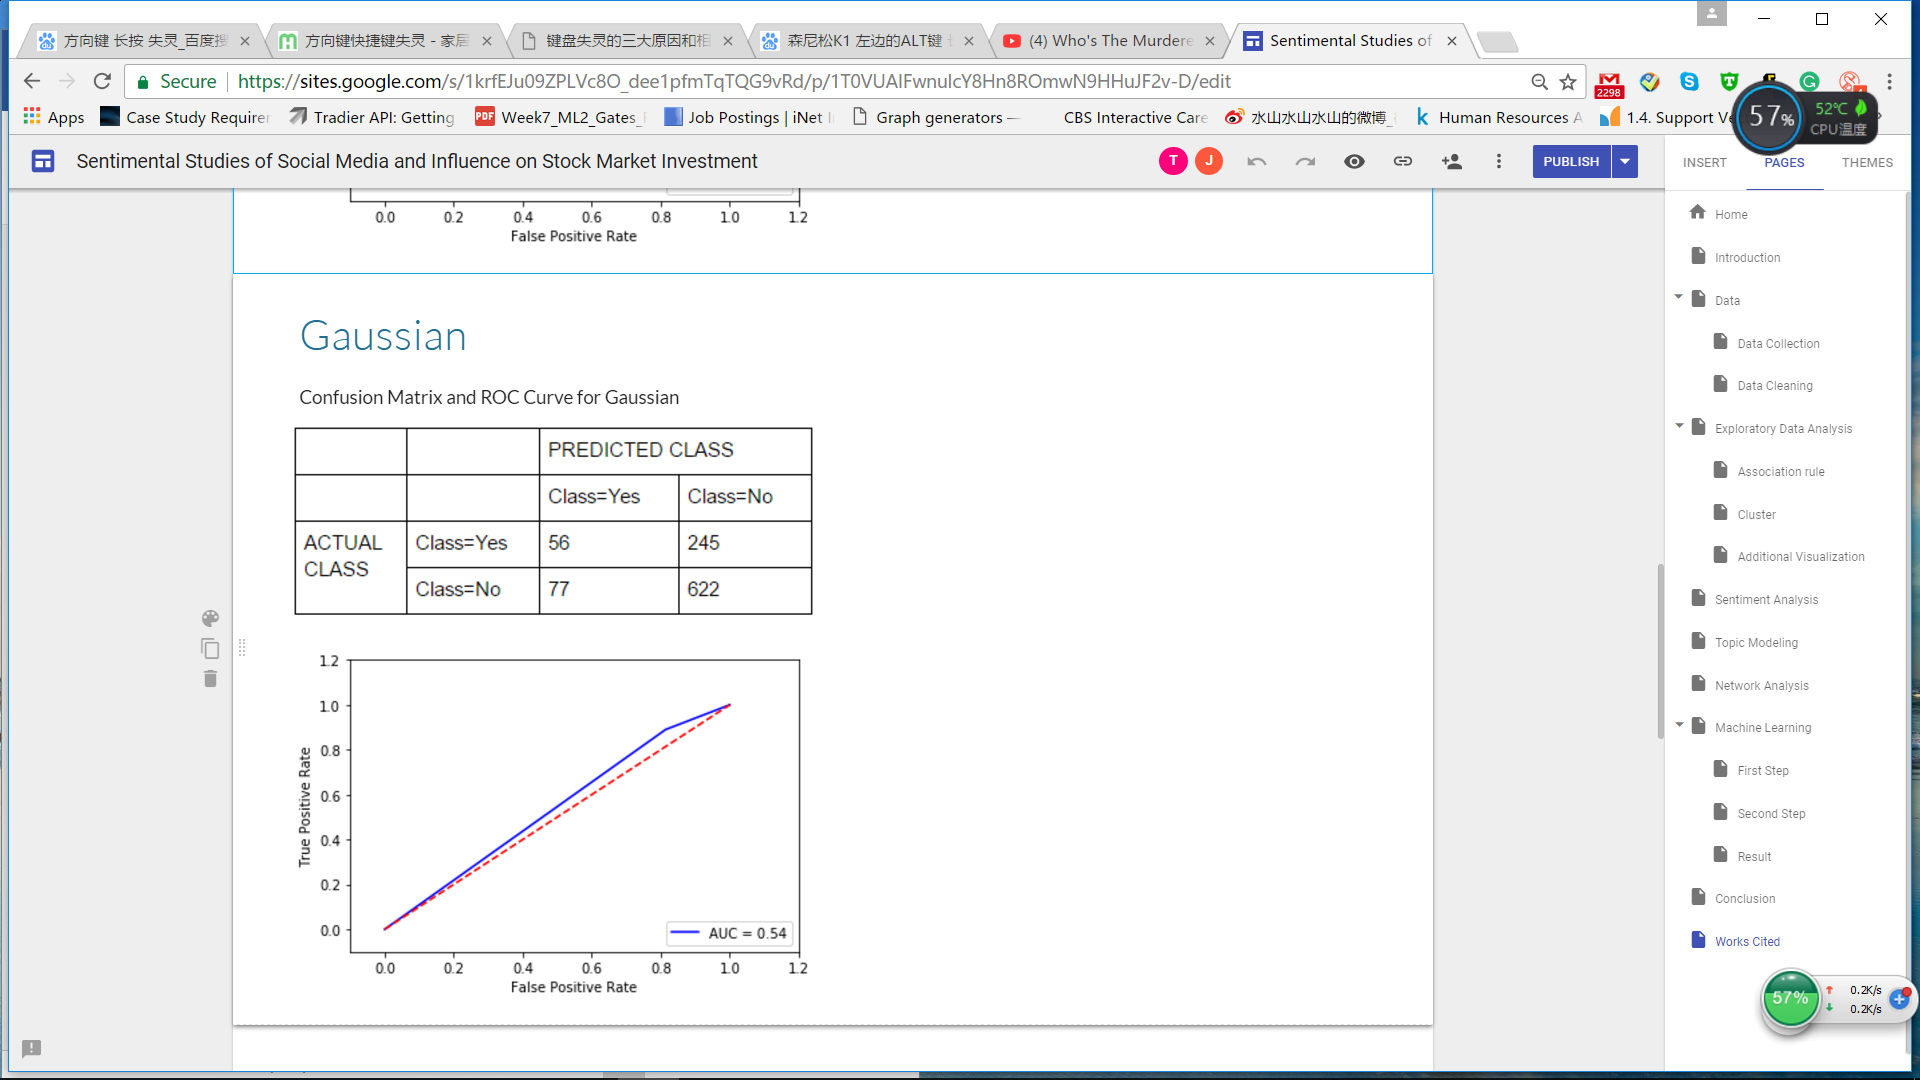 方向键 长按 失灵_百度搜
方向键快捷键失灵 - 家居
键盘失灵的三大原因和相
森尼松K1 左边的ALT键
(4) Who's The Murdere
Sentimental Studies of
Secure
https://sites.google.com/s/1krfEJu09ZPLVc8O_dee1pfmTqTQG9vRd/p/1T0VUAlFwnulcY8Hn8ROmwN9HHuJF2v-D/edit
2298
Apps
Case Study Requirer
Tradier API: Getting
PDF
Week7_ML2_Gates_
Job Postings | iNet
Graph generators —
CBS Interactive Care
水山水山水山的微博_
Human Resources A
1.4. Support Ve
57%
52℃
CPU温度
Sentimental Studies of Social Media and Influence on Stock Market Investment
T
J
PUBLISH
INSERT
PAGES
THEMES
0.0 0.2 0.4 0.6 0.8 1.0 1.2
False Positive Rate
Gaussian
Confusion Matrix and ROC Curve for Gaussian
PREDICTED CLASS
Class=Yes Class=No
ACTUAL CLASS Class=Yes 56 245
Class=No 77 622
1.2
1.0
0.8
0.6
0.4
0.2
0.0
True Positive Rate
AUC = 0.54
0.0 0.2 0.4 0.6 0.8 1.0 1.2
False Positive Rate
Home
Introduction
Data
Data Collection
Data Cleaning
Exploratory Data Analysis
Association rule
Cluster
Additional Visualization
Sentiment Analysis
Topic Modeling
Network Analysis
Machine Learning
First Step
Second Step
Result
Conclusion
Works Cited
57%
0.2K/s
0.2K/s